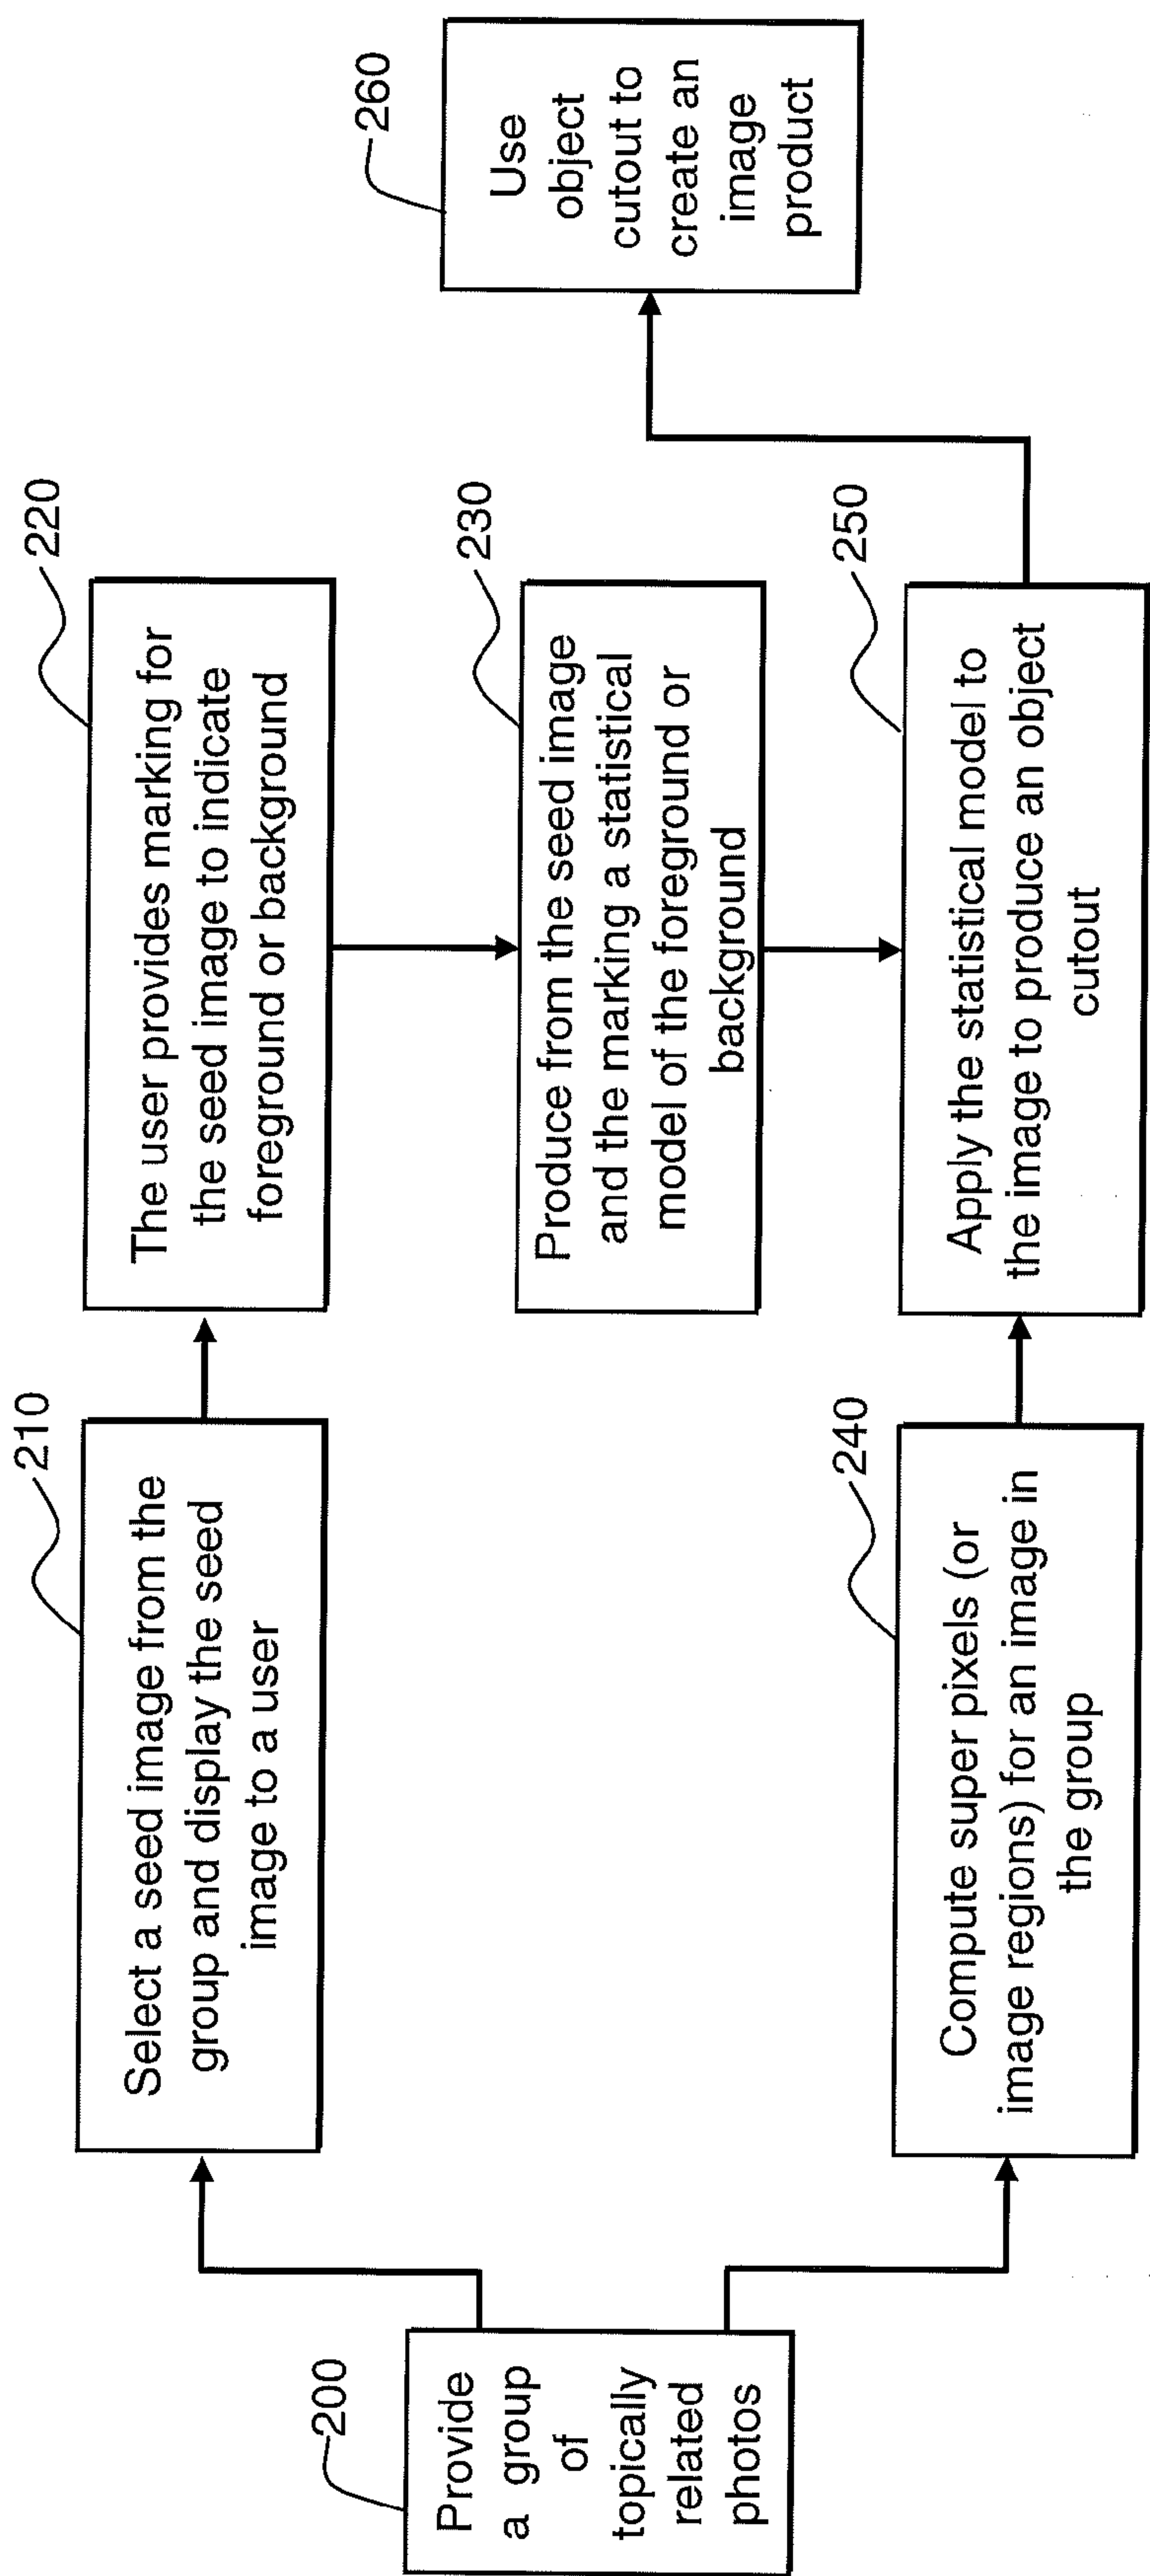 200
Provide
a group
of
topically
related
photos
210
Select a seed image from the
group and display the seed
image to a user
220
The user provides marking for
the seed image to indicate
foreground or background
230
Produce from the seed image
and the marking a statistical
model of the foreground or
background
240
Compute super pixels (or
image regions) for an image in
the group
250
Apply the statistical model to
the image to produce an object
cutout
260
Use
object
cutout to
create an
image
product